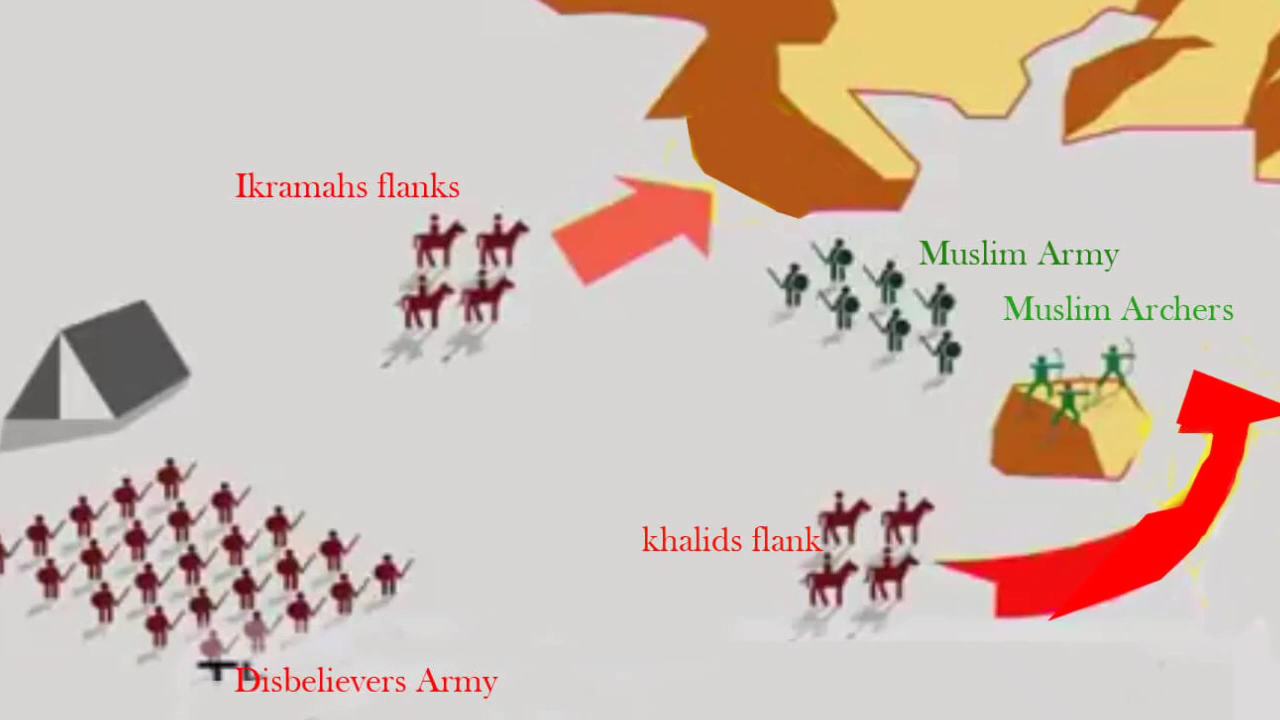 Ikramahs flanks
Muslim Army
Muslim Archers
khalids flank
Disbelievers Army